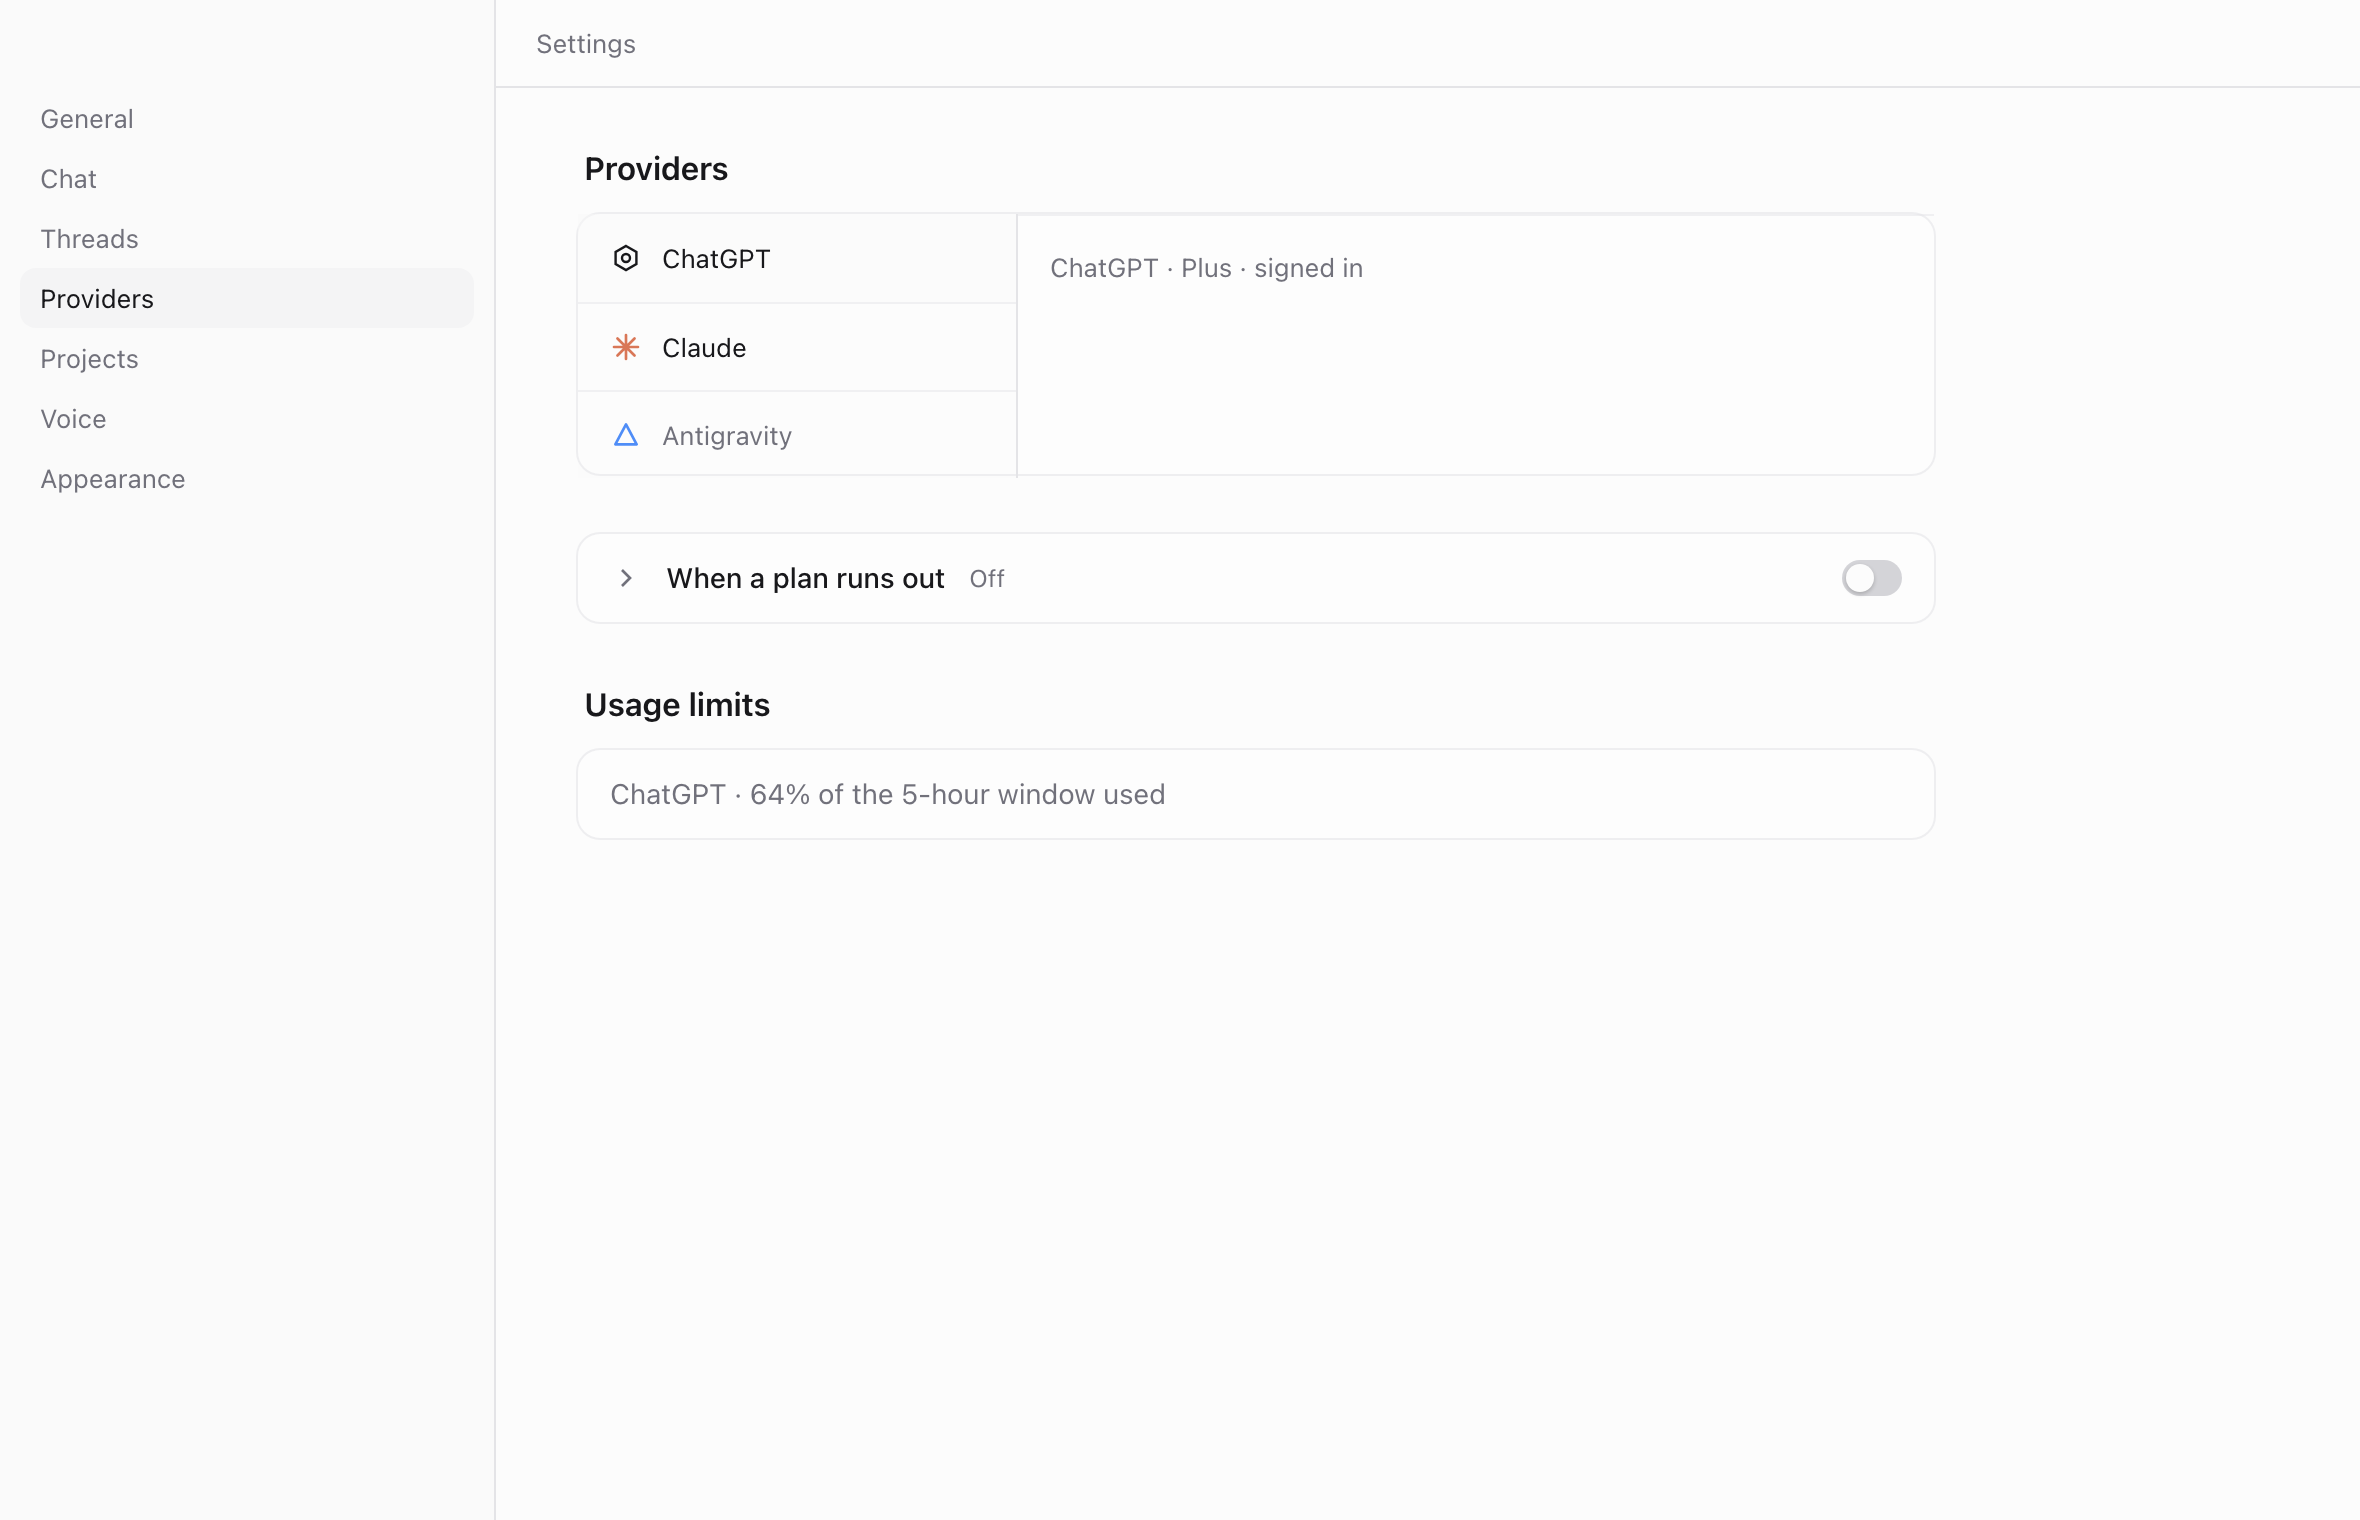 Settings
General
Chat
Threads
Providers
Projects
Voice
Appearance
Providers
ChatGPT
Claude
Antigravity
ChatGPT · Plus · signed in
When a plan runs out Off
Usage limits
ChatGPT · 64% of the 5-hour window used